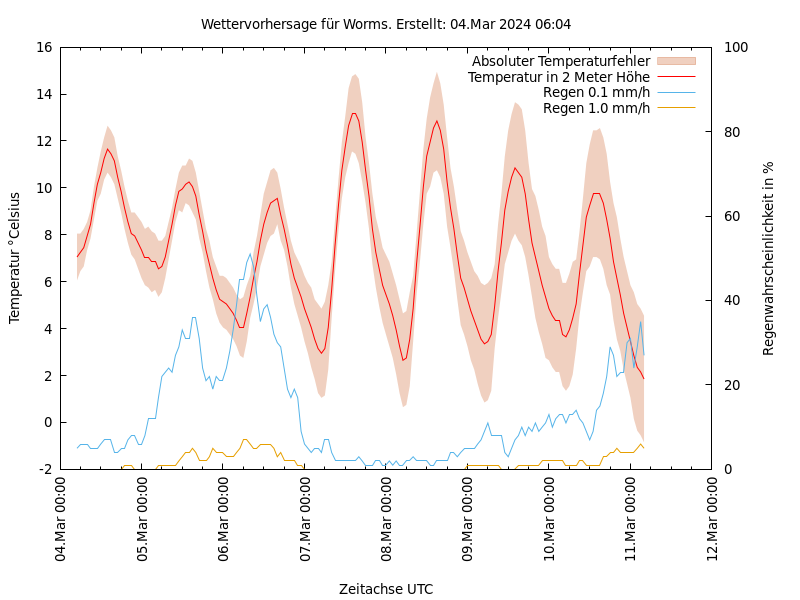 Wettervorhersage für Worms. Erstellt: 04.Mar 2024 06:04
Absoluter Temperaturfehler
Temperatur in 2 Meter Höhe
Regen 0.1 mm/h
Regen 1.0 mm/h
Temperatur °Celsius
16
14
12
10
8
6
4
2
0
-2
100
80
60
40
20
0
Regenwahrscheinlichkeit in %
04.Mar 00:00
05.Mar 00:00
06.Mar 00:00
07.Mar 00:00
08.Mar 00:00
09.Mar 00:00
10.Mar 00:00
11.Mar 00:00
12.Mar 00:00
Zeitachse UTC